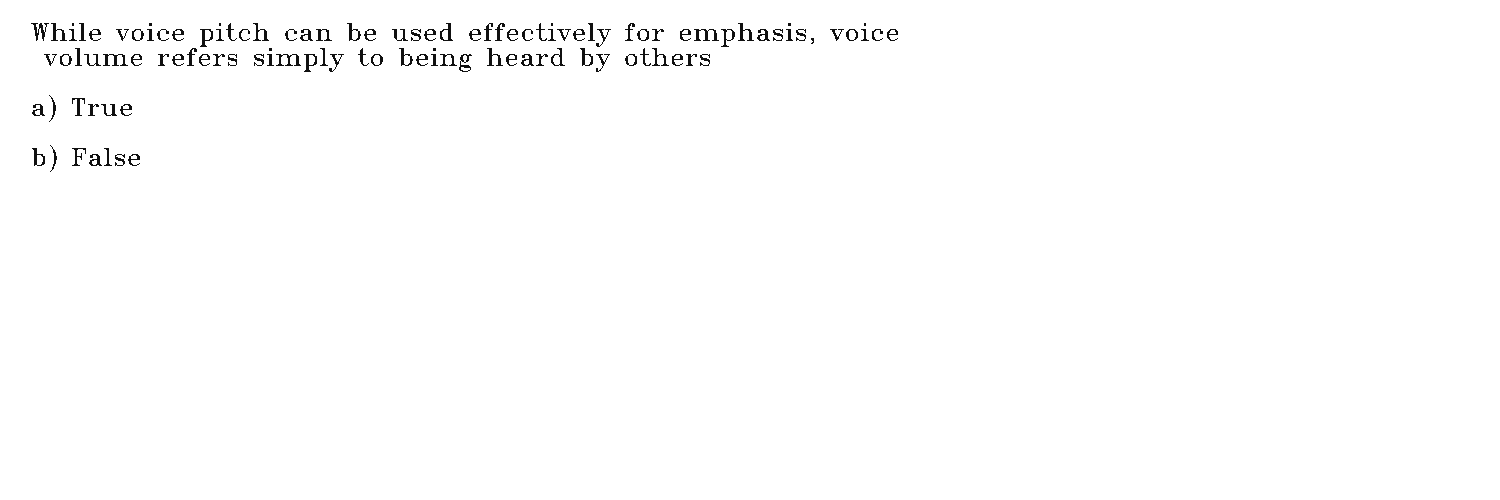 While voice pitch can be used effectively for emphasis, voice
volume refers simply to being heard by others
a) True
b) False